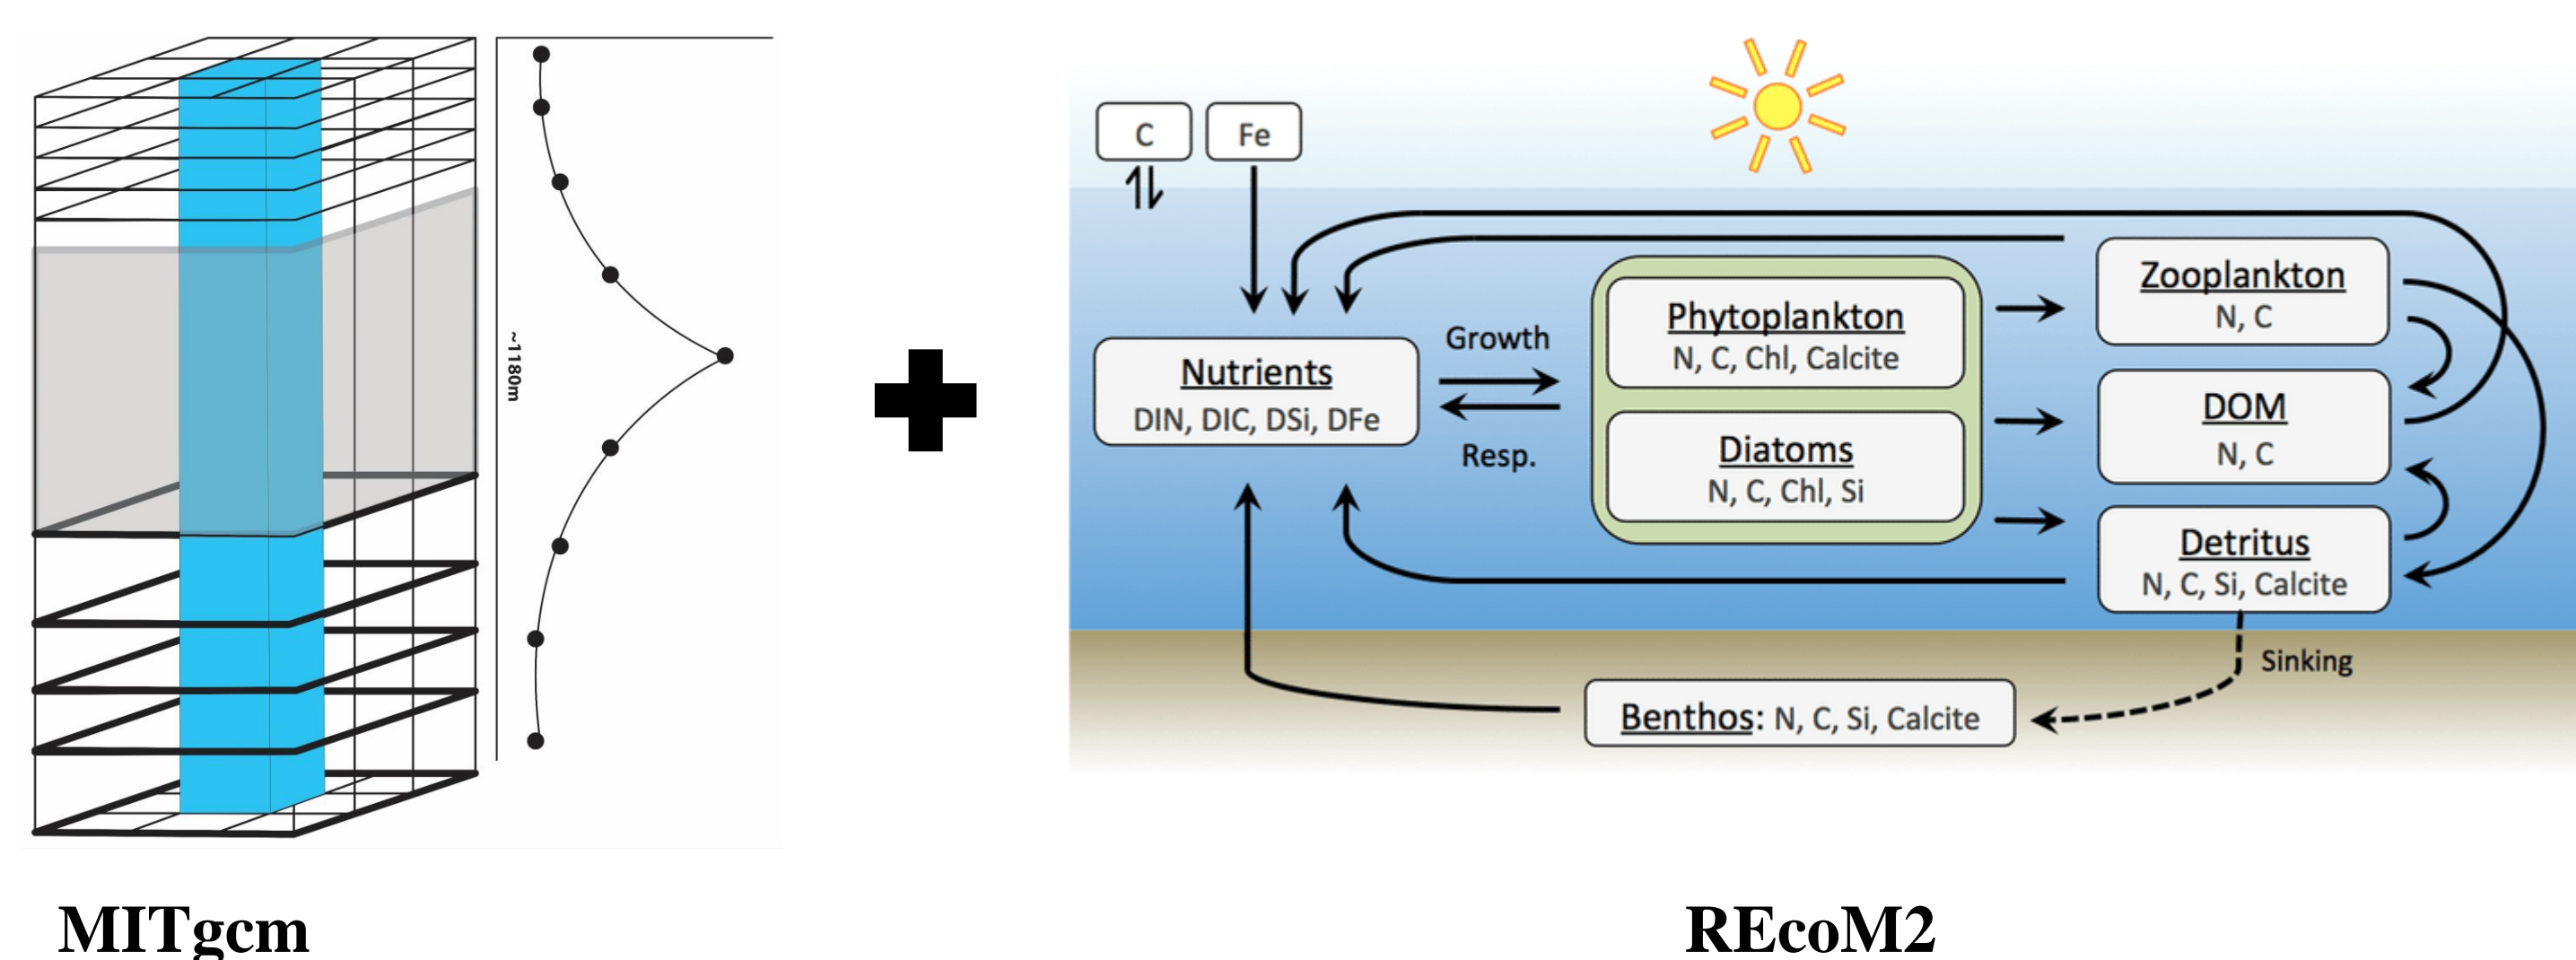 ~1180m
MITgcm
C
Fe
Nutrients
DIN, DIC, DSi, DFe
Growth
Resp.
Phytoplankton
N, C, Chl, Calcite
Diatoms
N, C, Chl, Si
Zooplankton
N, C
DOM
N, C
Detritus
N, C, Si, Calcite
Sinking
Benthos: N, C, Si, Calcite
REcoM2